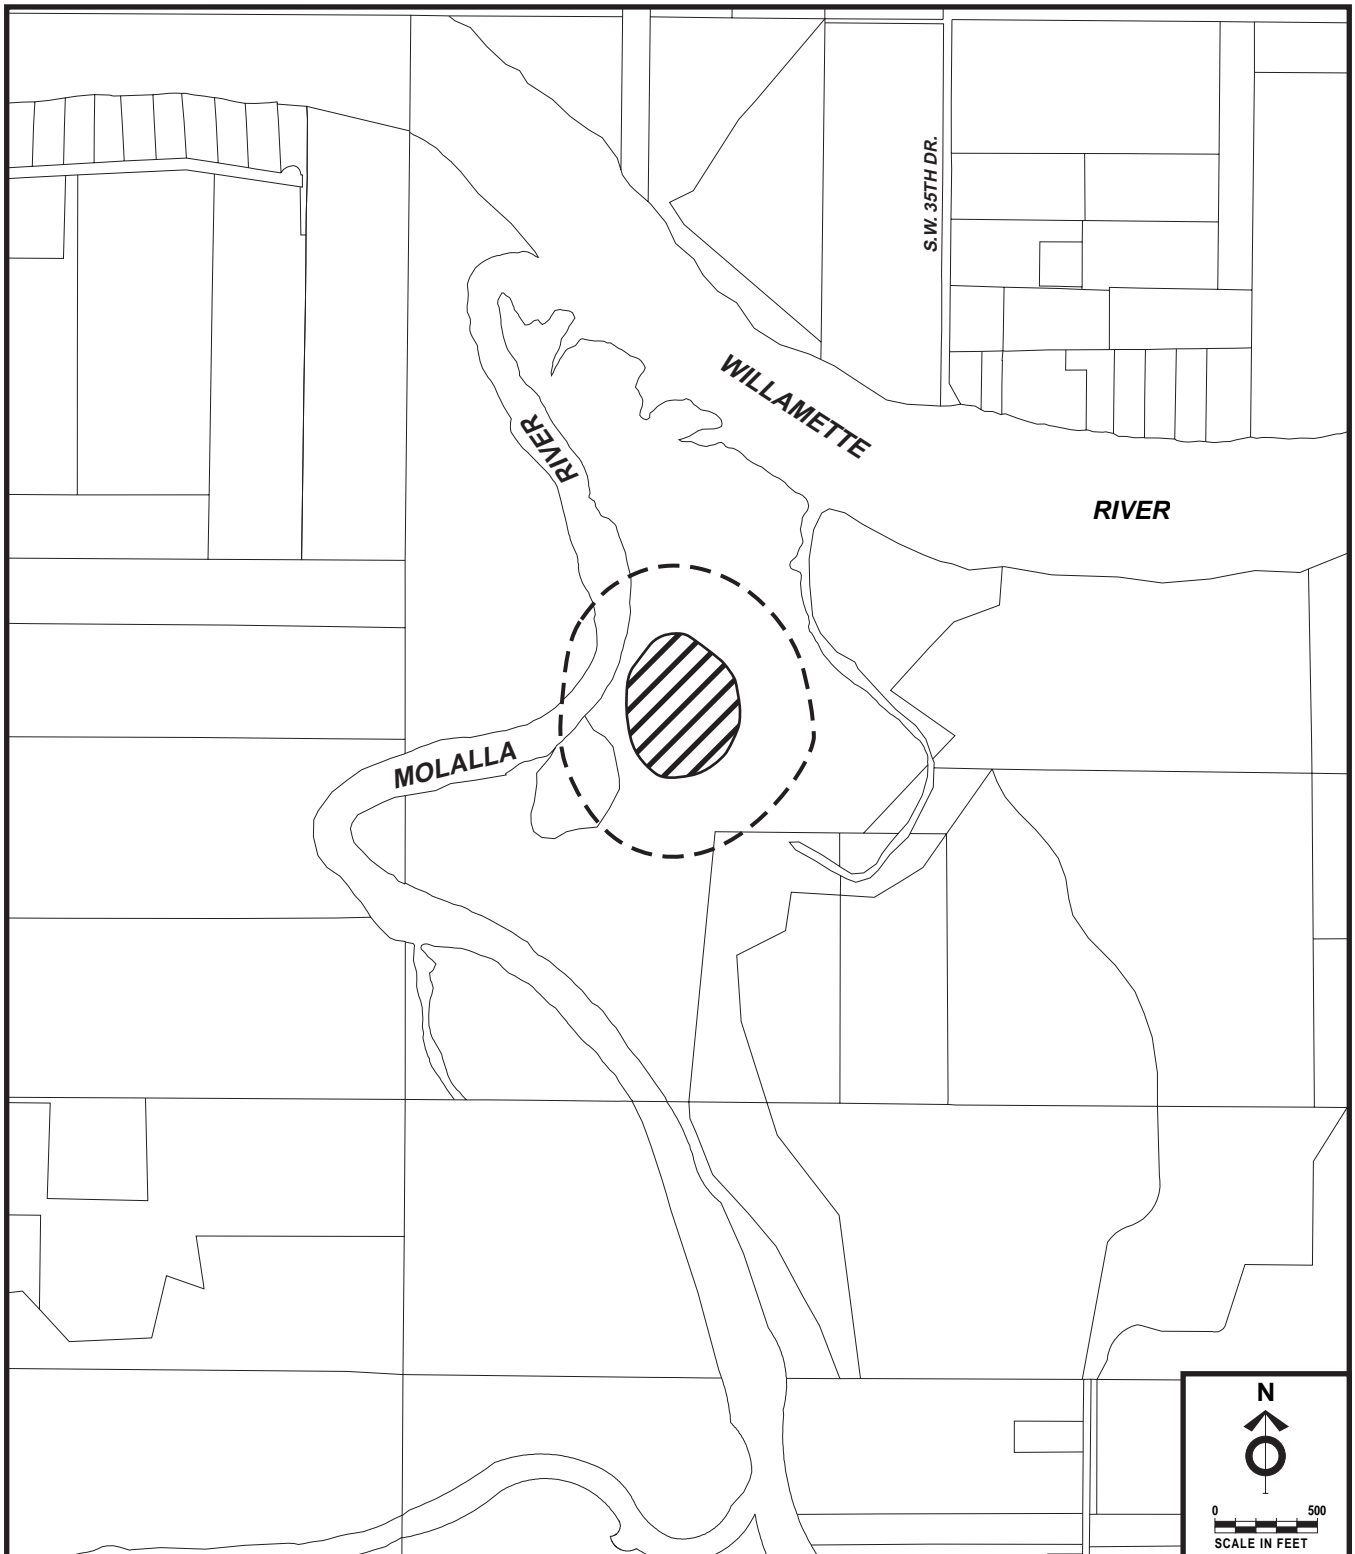 S.W. 35TH DR.
WILLAMETTE
RIVER
RIVER
MOLALLA
N
0 500
SCALE IN FEET